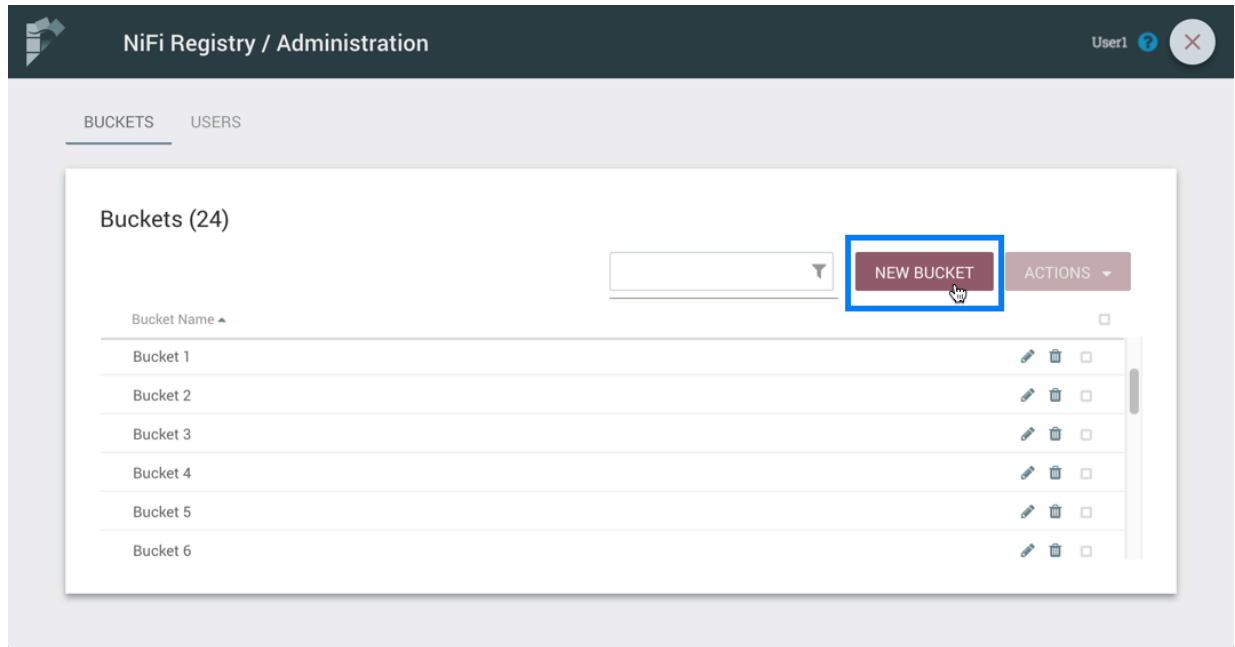 NiFi Registry / Administration
User1 ?
BUCKETS USERS
Buckets (24)
NEW BUCKET ACTIONS
Bucket Name
Bucket 1
Bucket 2
Bucket 3
Bucket 4
Bucket 5
Bucket 6